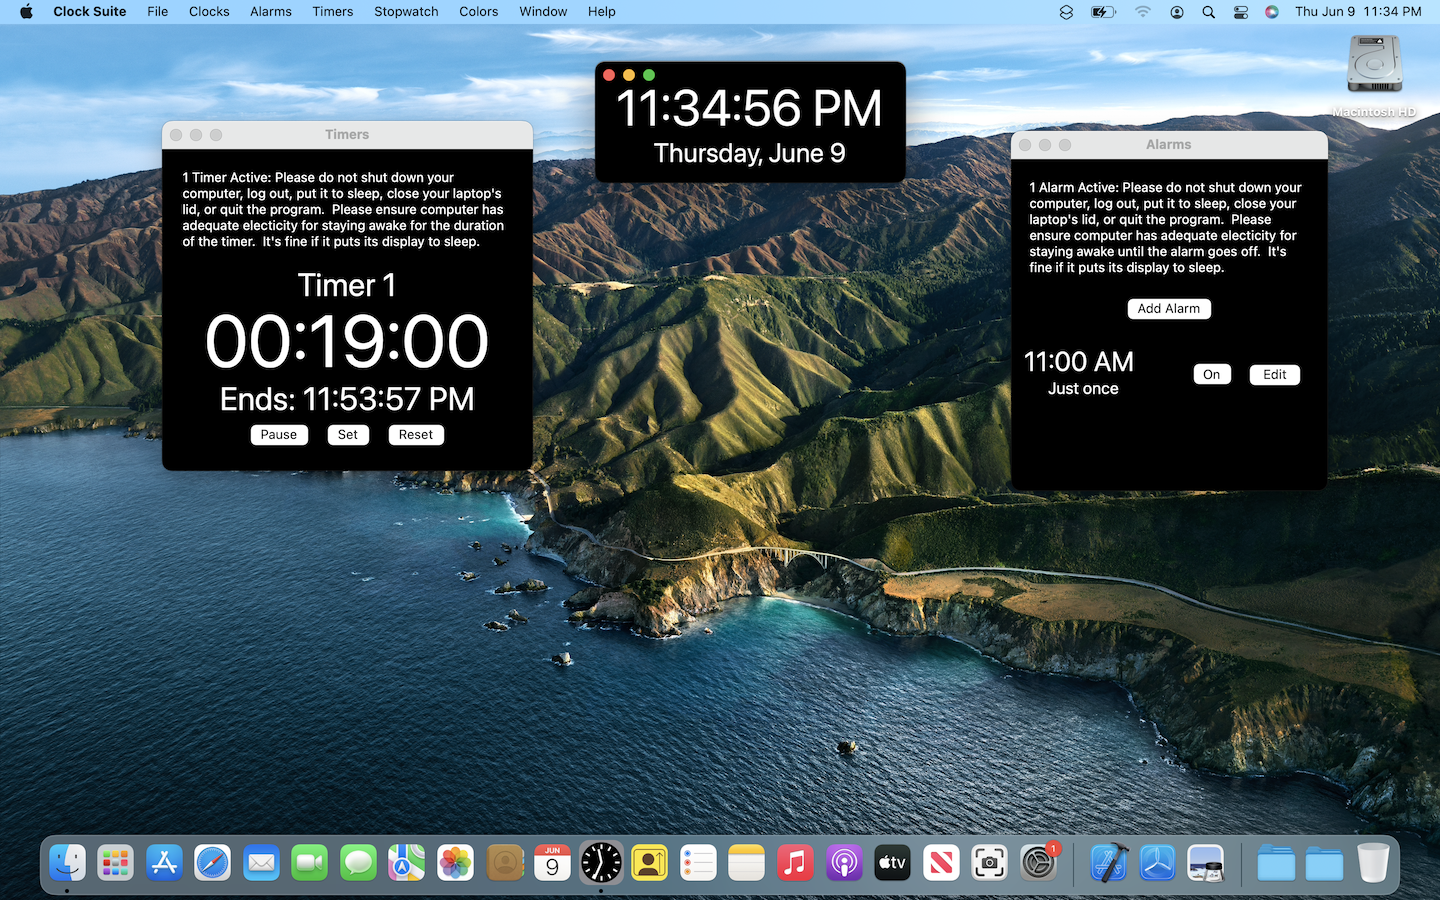 Clock Suite File Clocks Alarms Timers Stopwatch Colors Window Help Thu Jun 9 11:34 PM
Macintosh HD
11:34:56 PM
Thursday, June 9
Timers
1 Timer Active: Please do not shut down your
computer, log out, put it to sleep, close your laptop's
lid, or quit the program. Please ensure computer has
adequate electicity for staying awake for the duration
of the timer. It's fine if it puts its display to sleep.
Timer 1
00:19:00
Ends: 11:53:57 PM
Pause Set Reset
Alarms
1 Alarm Active: Please do not shut down your
computer, log out, put it to sleep, close your
laptop's lid, or quit the program. Please
ensure computer has adequate electicity for
staying awake until the alarm goes off. It's
fine if it puts its display to sleep.
Add Alarm
11:00 AM
Just once
On Edit
JUN
9
tv
1